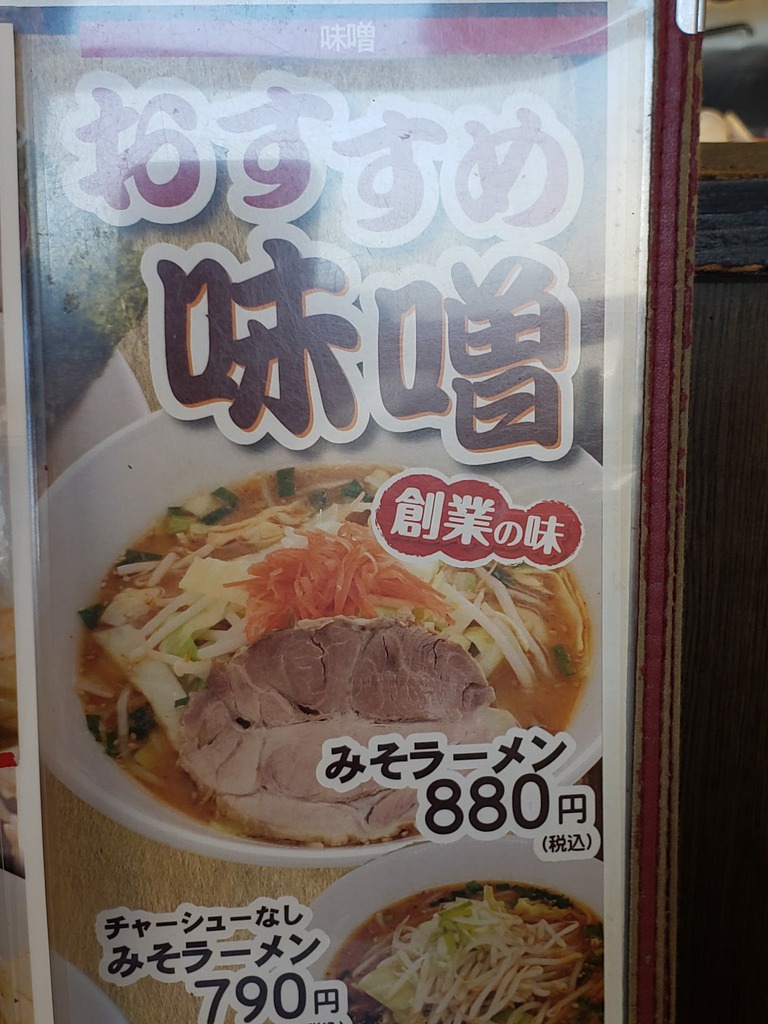 味噌
おすすめ
味噌
創業の味
みそラーメン
880円
(税込)
チャーシューなし
みそラーメン
790円